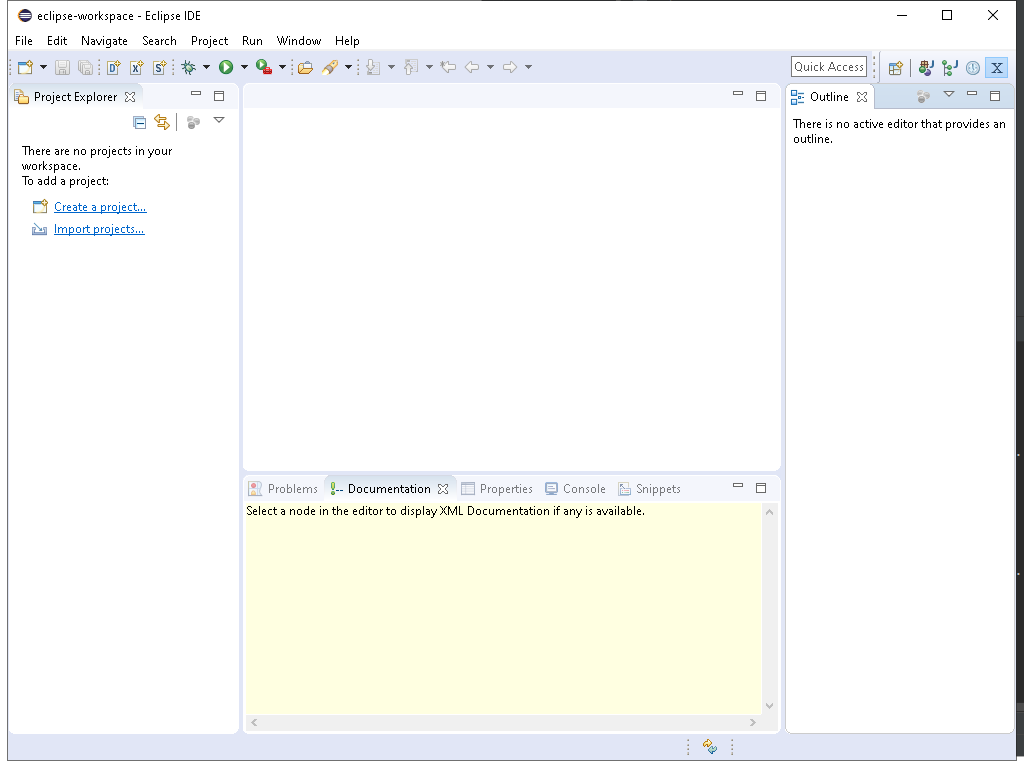 eclipse-workspace - Eclipse IDE
File Edit Navigate Search Project Run Window Help
Quick Access
Project Explorer
There are no projects in your
workspace.
To add a project:
Create a project...
Import projects...
Outline
There is no active editor that provides an
outline.
Problems Documentation Properties Console Snippets
Select a node in the editor to display XML Documentation if any is available.